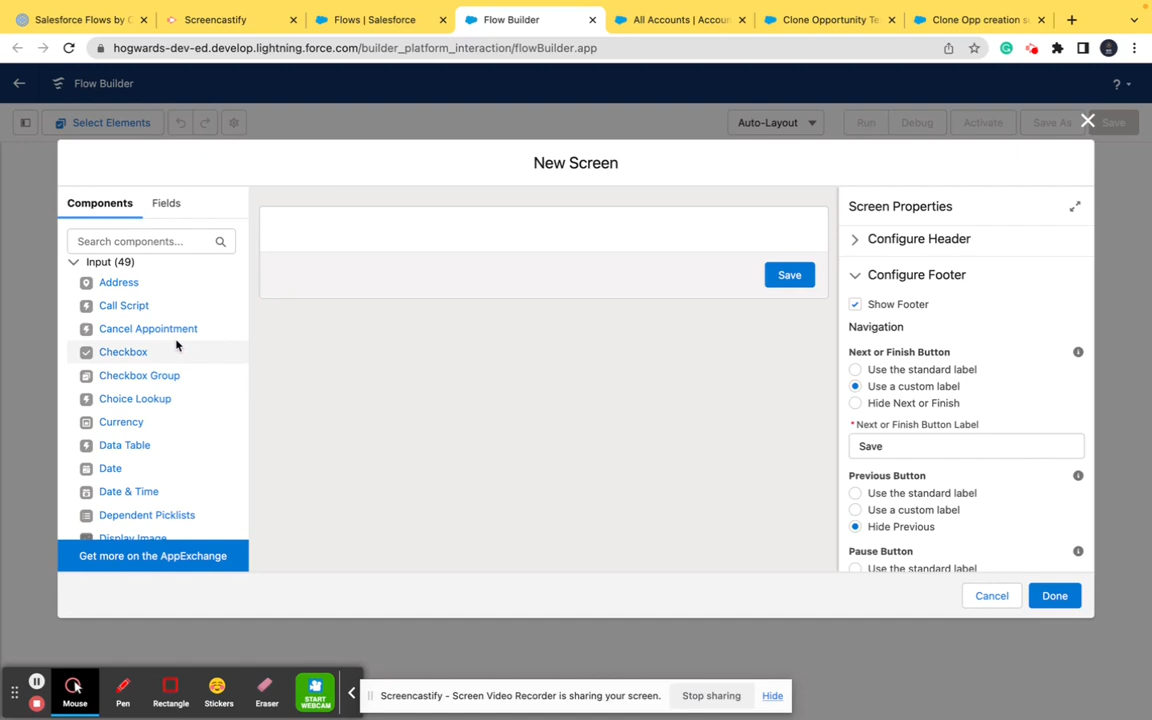 Salesforce Flows by C
Screencastify
Flows | Salesforce
Flow Builder
All Accounts | Accoun
Clone Opportunity Te
Clone Opp creation s
hogwards-dev-ed.develop.lightning.force.com/builder_platform_interaction/flowBuilder.app
Flow Builder
?
Select Elements
Auto-Layout
Run
Debug
Activate
Save As
Save
New Screen
Components
Fields
Search components...
Input (49)
Address
Call Script
Cancel Appointment
Checkbox
Checkbox Group
Choice Lookup
Currency
Data Table
Date
Date & Time
Dependent Picklists
Display Image
Get more on the AppExchange
Save
Screen Properties
Configure Header
Configure Footer
Show Footer
Navigation
Next or Finish Button
Use the standard label
Use a custom label
Hide Next or Finish
* Next or Finish Button Label
Save
Previous Button
Use the standard label
Use a custom label
Hide Previous
Pause Button
Use the standard label
Cancel
Done
Mouse
Pen
Rectangle
Stickers
Eraser
START
WEBCAM
Screencastify - Screen Video Recorder is sharing your screen.
Stop sharing
Hide